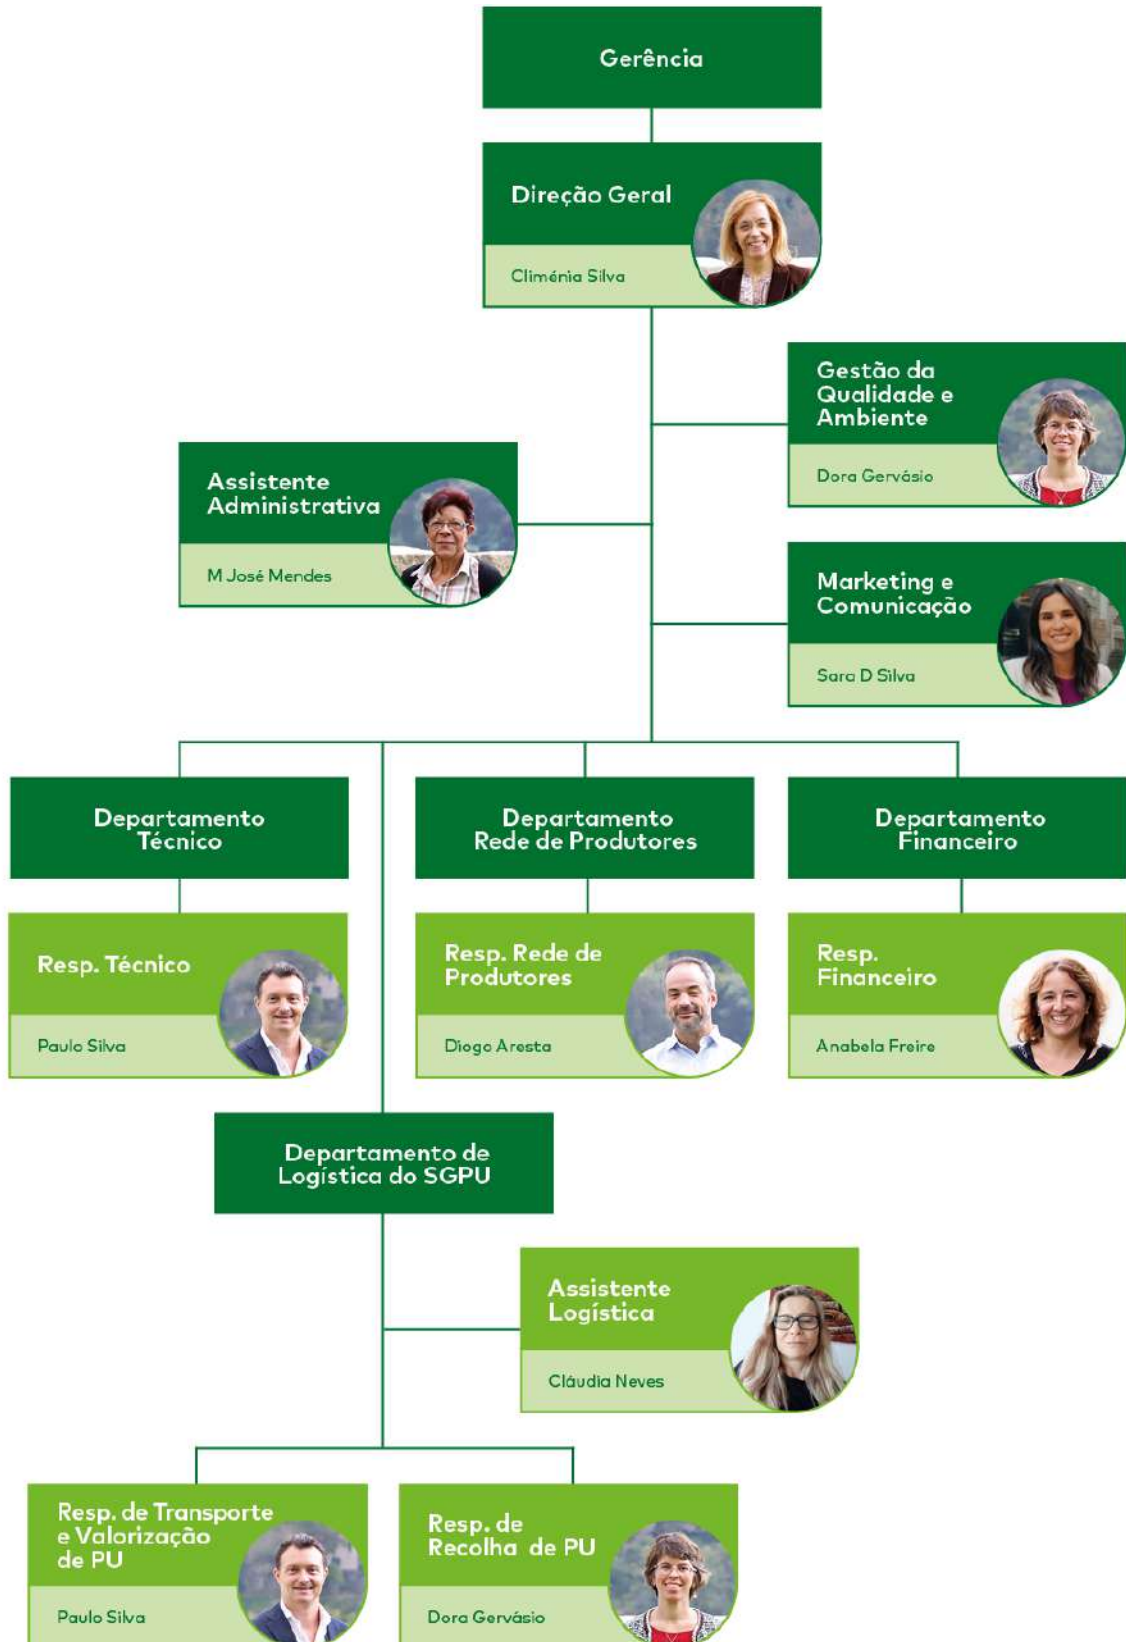 Gerência
Direção Geral
Climénia Silva
Gestão da
Qualidade e
Ambiente
Dora Gervásio
Assistente
Administrativa
M José Mendes
Marketing e
Comunicação
Sara D Silva
Departamento
Técnico
Departamento
Rede de Produtores
Departamento
Financeiro
Resp. Técnico
Paulo Silva
Resp. Rede de
Produtores
Diogo Aresta
Resp.
Financeiro
Anabela Freire
Departamento de
Logística do SGPU
Assistente
Logística
Cláudia Neves
Resp. de Transporte
e Valorização
de PU
Paulo Silva
Resp. de
Recolha de PU
Dora Gervásio